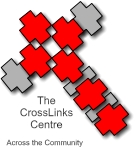 The
CrossLinks
Centre
Across the Community